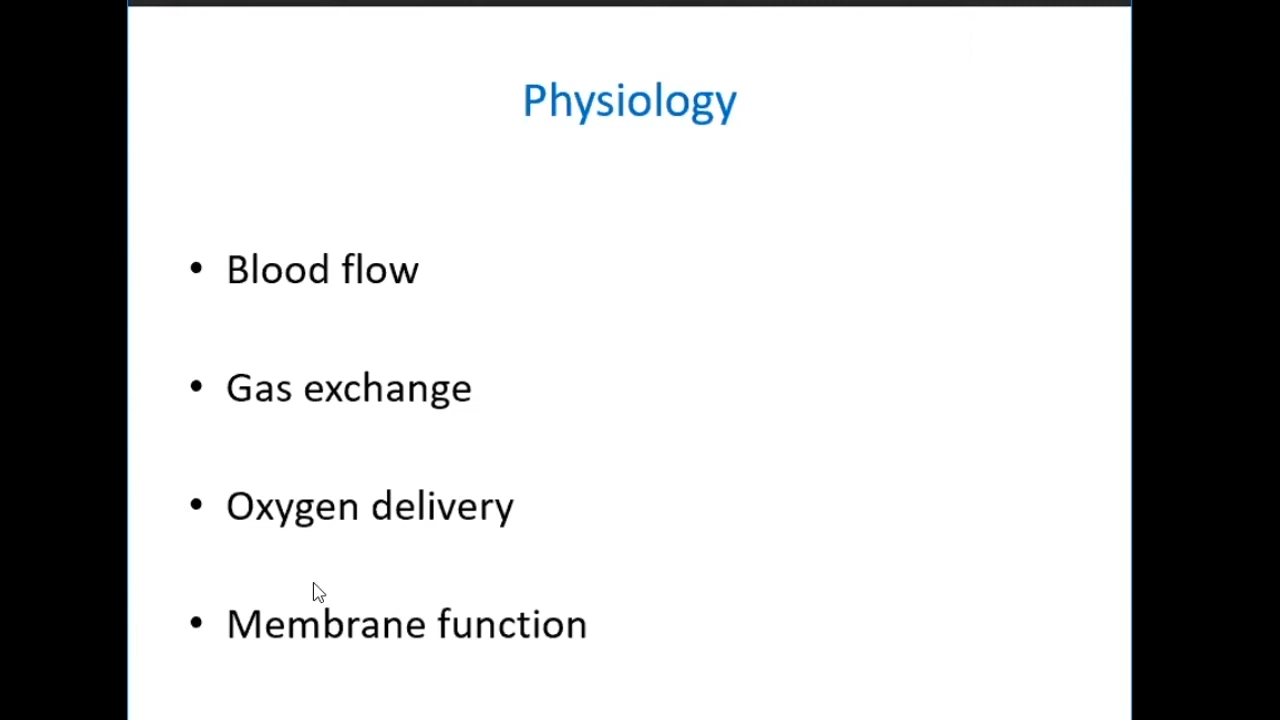 Physiology
• Blood flow
• Gas exchange
• Oxygen delivery
• Membrane function